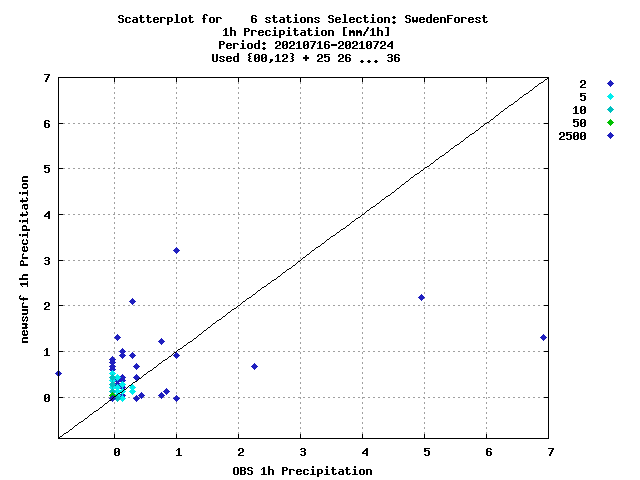 Scatterplot for    6 stations Selection: SwedenForest
1h Precipitation [mm/1h]
Period: 20210716-20210724
Used {00,12} + 25 26 ... 36
7
6
5
4
3
2
1
0
newsurf 1h Precipitation
0 1 2 3 4 5 6 7
OBS 1h Precipitation
2
5
10
50
2500